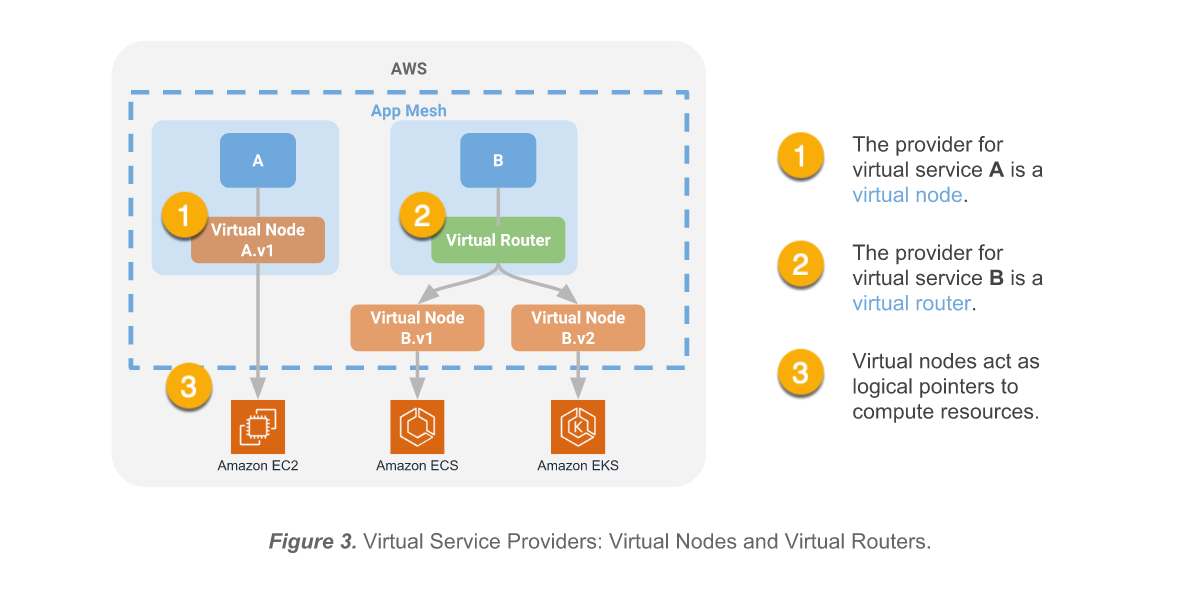 AWS
App Mesh
A
B
1
Virtual Node
A.v1
2
Virtual Router
Virtual Node
B.v1
Virtual Node
B.v2
3
Amazon EC2
Amazon ECS
K
Amazon EKS
1
The provider for
virtual service A is a
virtual node.
2
The provider for
virtual service B is a
virtual router.
3
Virtual nodes act as
logical pointers to
compute resources.
Figure 3. Virtual Service Providers: Virtual Nodes and Virtual Routers.